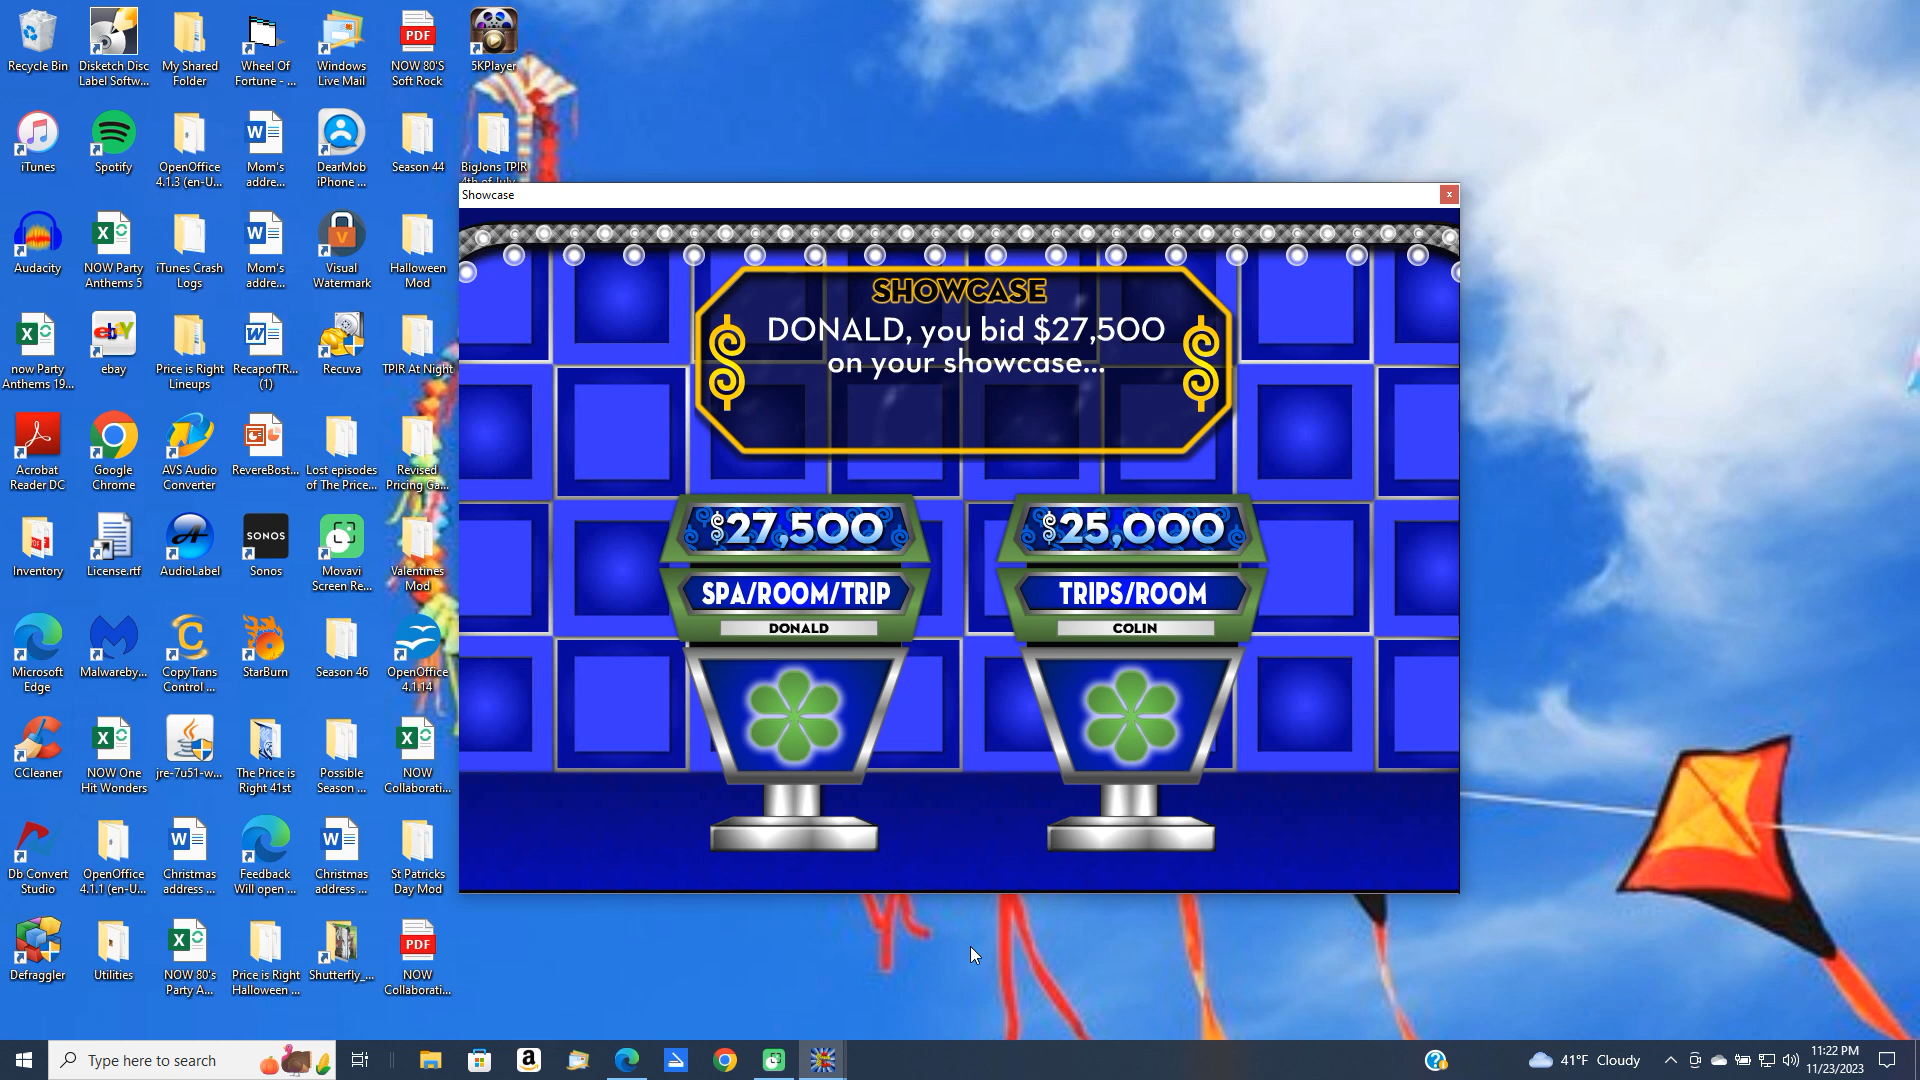 Recycle Bin
Disketch Disc
Label Softw...
My Shared
Folder
Wheel Of
Fortune - ...
Windows
Live Mail
PDF
NOW 80'S
Soft Rock
5KPlayer
iTunes
Spotify
OpenOffice
4.1.3 (en-U...
Mom's
addre...
DearMob
iPhone ...
Season 44
BigJons TPIR
4th of July
Audacity
NOW Party
Anthems 5
iTunes Crash
Logs
Mom's
addre...
Visual
Watermark
Halloween
Mod
now Party
Anthems 19...
ebay
ebay
Price is Right
Lineups
RecapofTR...
(1)
Recuva
TPIR At Night
Acrobat
Reader DC
Google
Chrome
AVS Audio
Converter
RevereBost...
Lost episodes
of The Price...
Revised
Pricing Ga...
Inventory
License.rtf
AudioLabel
SONOS
Sonos
Movavi
Screen Re...
Valentines
Mod
Microsoft
Edge
Malwareby...
CopyTrans
Control ...
StarBurn
Season 46
OpenOffice
4.1.14
CCleaner
NOW One
Hit Wonders
jre-7u51-w...
The Price is
Right 41st
Possible
Season ...
NOW
Collaborati...
Db Convert
Studio
OpenOffice
4.1.1 (en-U...
Christmas
address ...
Feedback
Will open ...
Christmas
address ...
St Patricks
Day Mod
Defraggler
Utilities
NOW 80's
Party A...
Price is Right
Halloween ...
Shutterfly_...
PDF
NOW
Collaborati...
Showcase
SHOWCASE
DONALD, you bid $27,500
on your showcase...
$27,500
SPA/ROOM/TRIP
DONALD
$25,000
TRIPS/ROOM
COLIN
Type here to search
41°F Cloudy
11:22 PM
11/23/2023